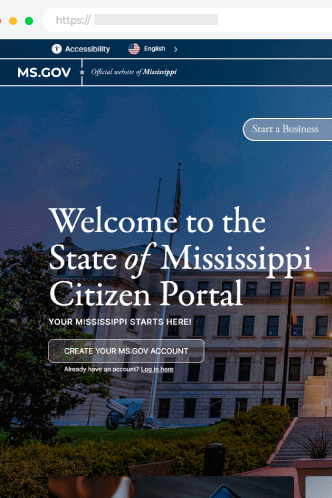 https://
Accessibility English
MS.GOV Official website of Mississippi
Start a Business
Welcome to the
State of Mississippi
Citizen Portal
YOUR MISSISSIPPI STARTS HERE!
CREATE YOUR MS.GOV ACCOUNT
Already have an account? Log in here